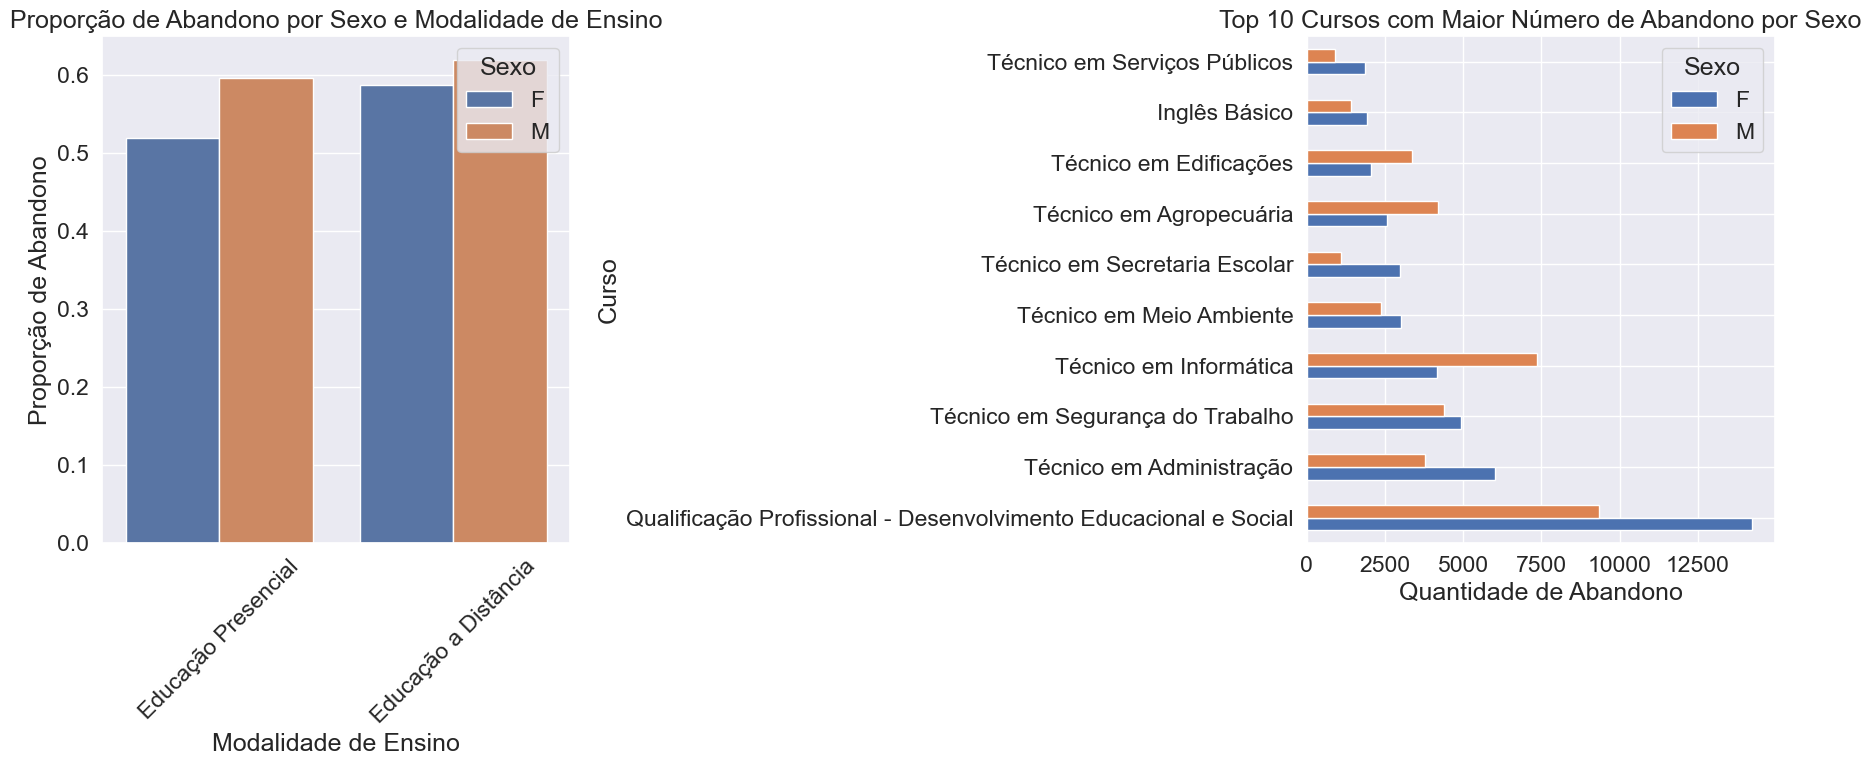 Proporção de Abandono por Sexo e Modalidade de Ensino
Proporção de Abandono
0.6
0.5
0.4
0.3
0.2
0.1
0.0
Sexo
F
M
Educação Presencial
Educação a Distância
Modalidade de Ensino
Top 10 Cursos com Maior Número de Abandono por Sexo
Curso
Técnico em Serviços Públicos
Inglês Básico
Técnico em Edificações
Técnico em Agropecuária
Técnico em Secretaria Escolar
Técnico em Meio Ambiente
Técnico em Informática
Técnico em Segurança do Trabalho
Técnico em Administração
Qualificação Profissional - Desenvolvimento Educacional e Social
Sexo
F
M
0 2500 5000 7500 10000 12500
Quantidade de Abandono